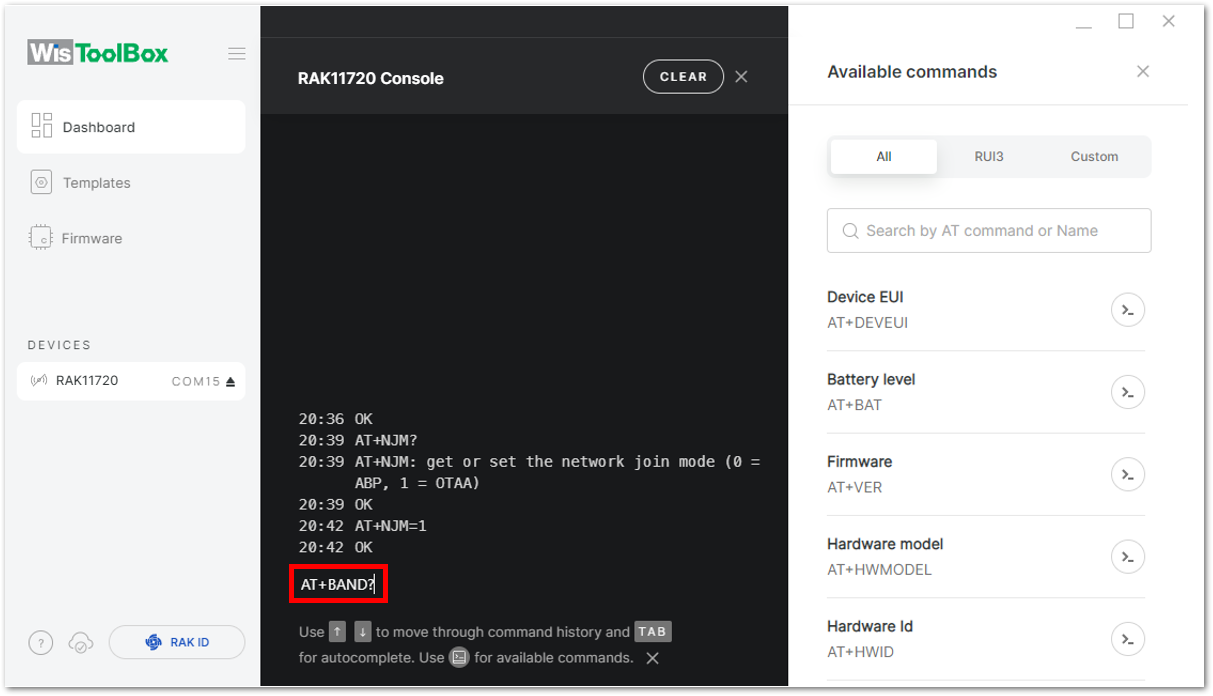 WisToolBox
Dashboard
Templates
Firmware
DEVICES
RAK11720 COM15
?
RAK ID
RAK11720 Console
CLEAR
20:36 OK
20:39 AT+NJM?
20:39 AT+NJM: get or set the network join mode (0 =
ABP, 1 = OTAA)
20:39 OK
20:42 AT+NJM=1
20:42 OK
AT+BAND?
Use ↑ ↓ to move through command history and TAB
for autocomplete. Use for available commands.
Available commands
All RUI3 Custom
Search by AT command or Name
Device EUI
AT+DEVEUI
Battery level
AT+BAT
Firmware
AT+VER
Hardware model
AT+HWMODEL
Hardware Id
AT+HWID